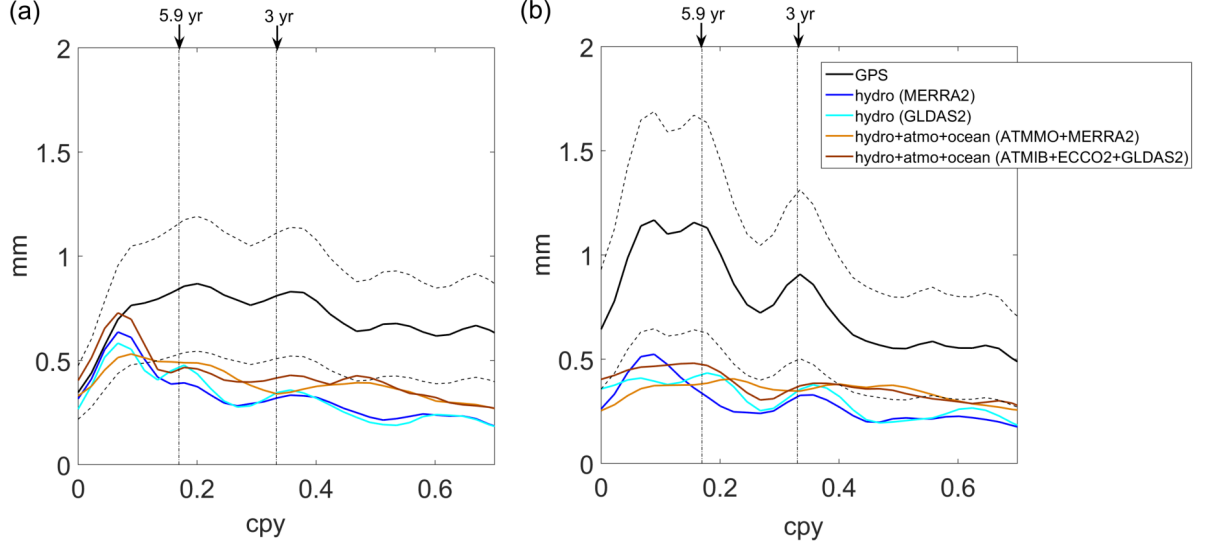 (a)
5.9 yr
3 yr
2
1.5
1
0.5
0
mm
0
0.2
0.4
0.6
cpy
(b)
5.9 yr
3 yr
2
1.5
1
0.5
0
mm
0
0.2
0.4
0.6
cpy
GPS
hydro (MERRA2)
hydro (GLDAS2)
hydro+atmo+ocean (ATMMO+MERRA2)
hydro+atmo+ocean (ATMIB+ECCO2+GLDAS2)